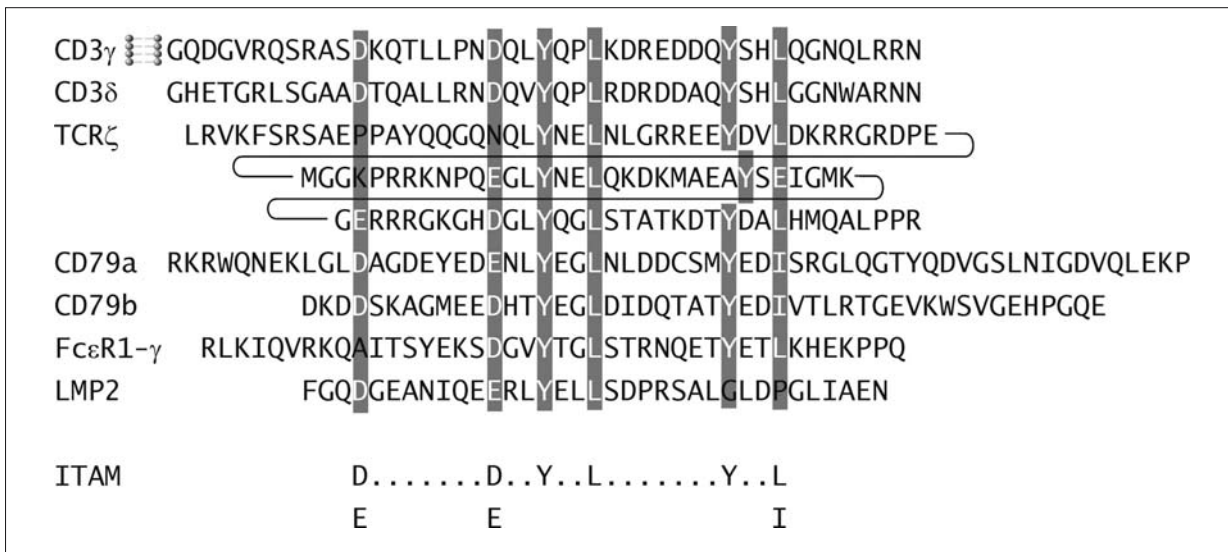 CD3γ GQDGVRQSRASDKQTLLPNDQLYQPLKDREDDQYSHLQGNQLRRN
CD3δ GHETGRLSGAADTQALLRNDQVYQPLRDRDDAQYSHLGGNWARNN
TCRζ LRVKFSRSAEPPAYQQGQNQLYNELNLGRREEYDVLDKRRGRDPE
MGGKPRRKNPQEGLYNELQKDKMAEAYSEIGMK
GERRRGKGHDGLYQGLSTATKDTYDALHMQALPPR
CD79a RKRWQNEKLGLDAGDEYEDENLYEGLNLDDCSMYEDISRGLQGTYQDVGSLNIGDVQLEKP
CD79b DKDDSKAGMEEDHTYEGLDIDQTATYEDIVTLRTGEVKWSVGEHPGQE
FcεR1-γ RLKIQVRKQAITSYEKSDGVYTGLSTRNQETYETLKHEKPPQ
LMP2 FGQDGEANIQEERLYELLSDPRSALGLDPGLIAEN
ITAM D.......D..Y..L.......Y..L
E E I